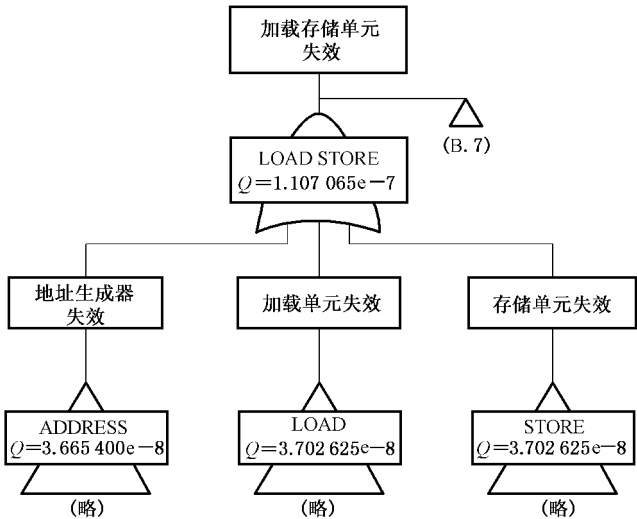 加载存储单元
失效
(B.7)
LOAD STORE
Q=1.107 065e-7
地址生成器
失效
加载单元失效
存储单元失效
ADDRESS
Q=3.665 400e-8
LOAD
Q=3.702 625e-8
STORE
Q=3.702 625e-8
(略)
(略)
(略)